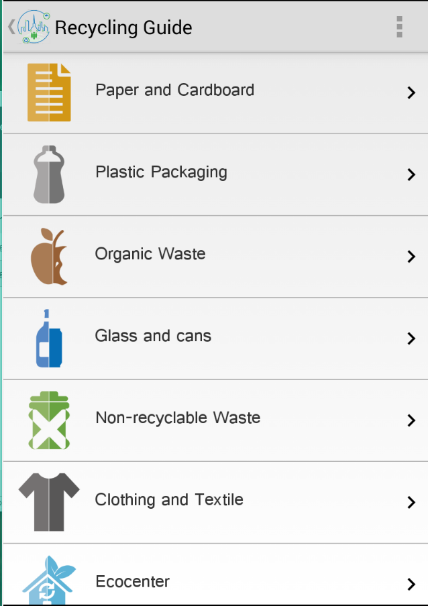 Recycling Guide
Paper and Cardboard
Plastic Packaging
Organic Waste
Glass and cans
Non-recyclable Waste
Clothing and Textile
Ecocenter